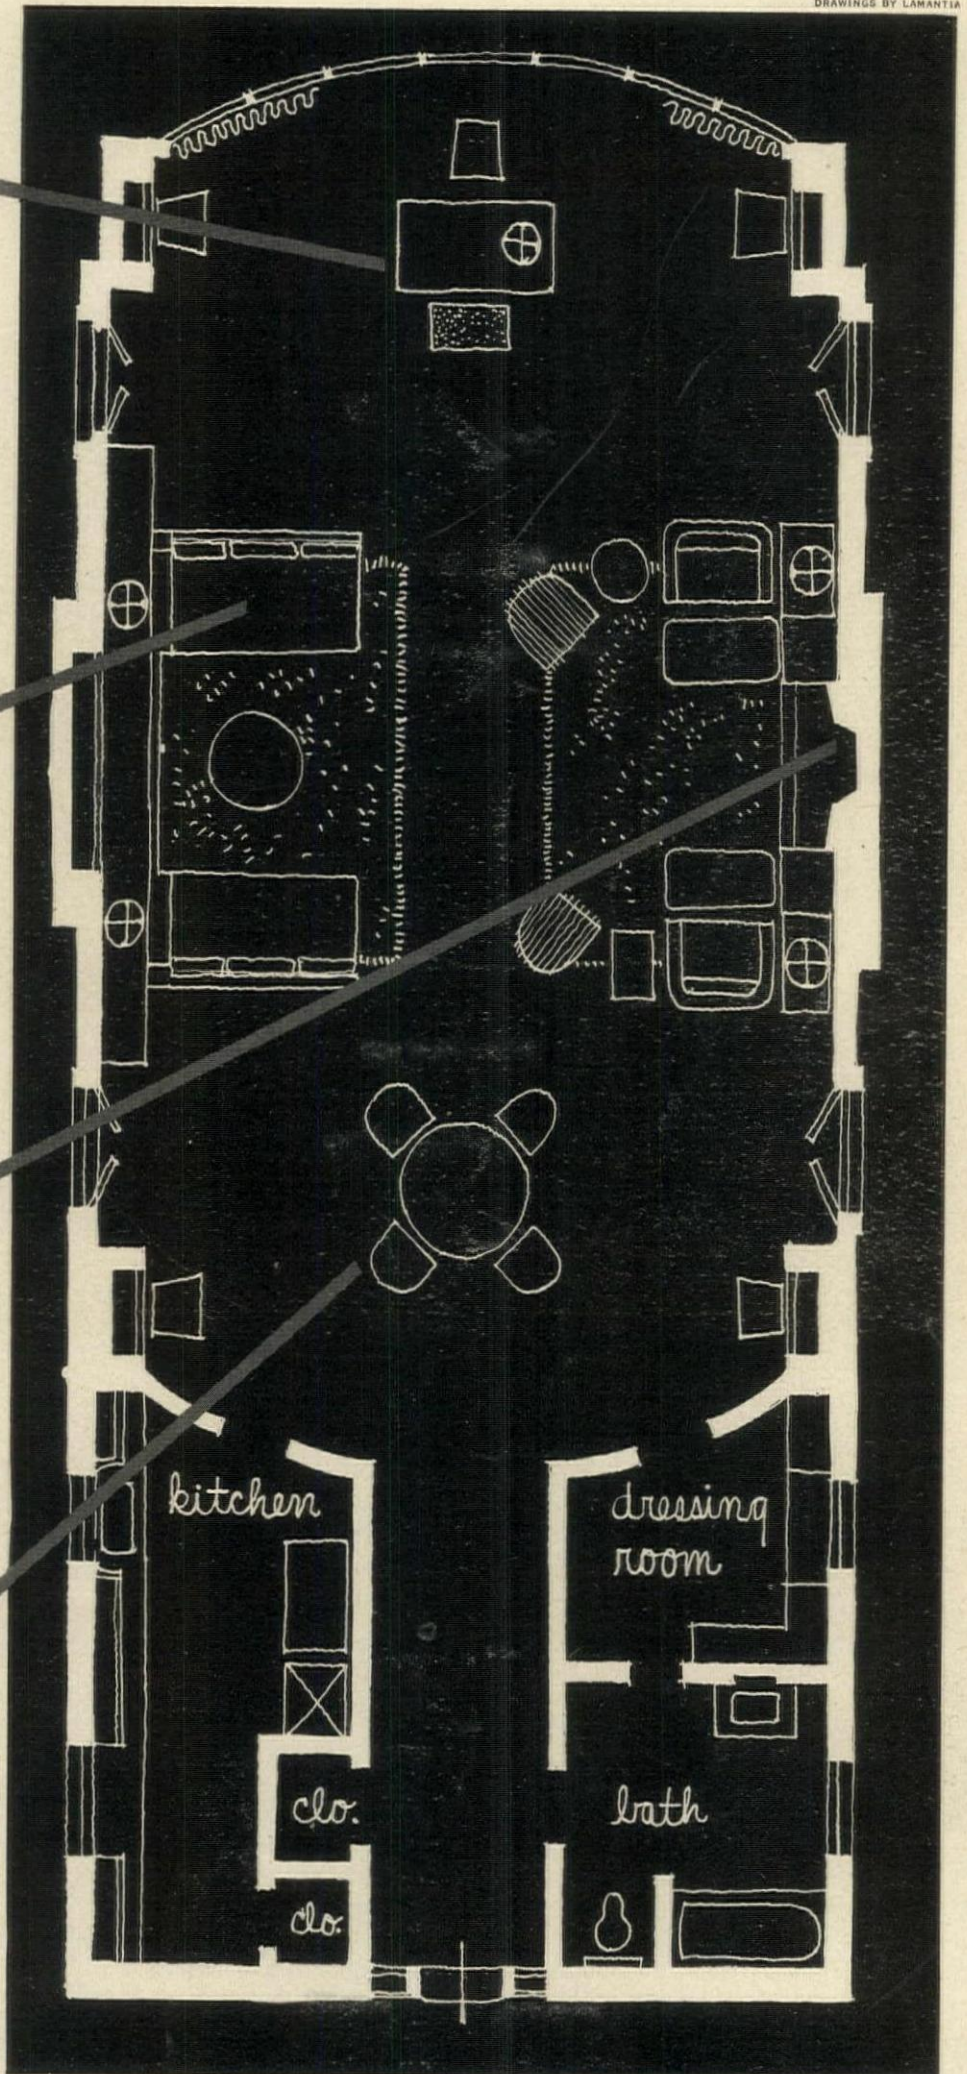 DRAWINGS BY LAMANTIA
kitchen
dressing
room
clo.
bath
clo.